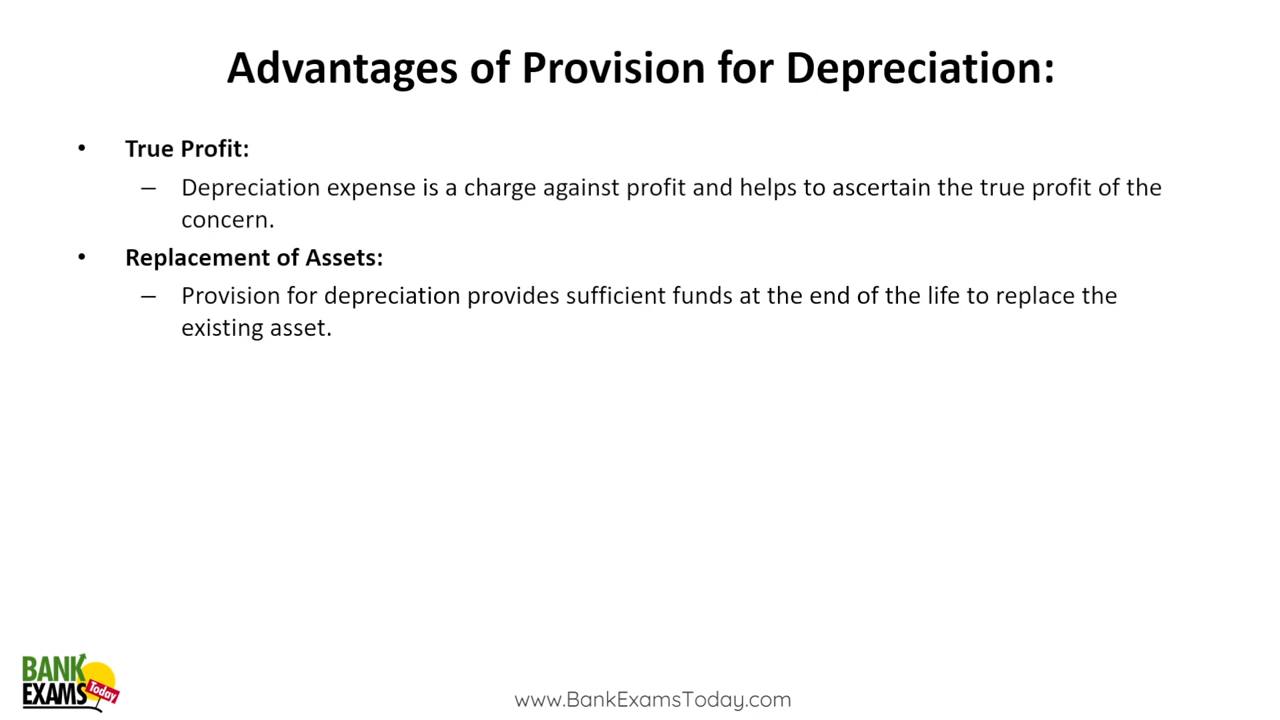 Advantages of Provision for Depreciation:
• True Profit:
– Depreciation expense is a charge against profit and helps to ascertain the true profit of the
concern.
• Replacement of Assets:
– Provision for depreciation provides sufficient funds at the end of the life to replace the
existing asset.
BANK
EXAMS Today
www.BankExamsToday.com